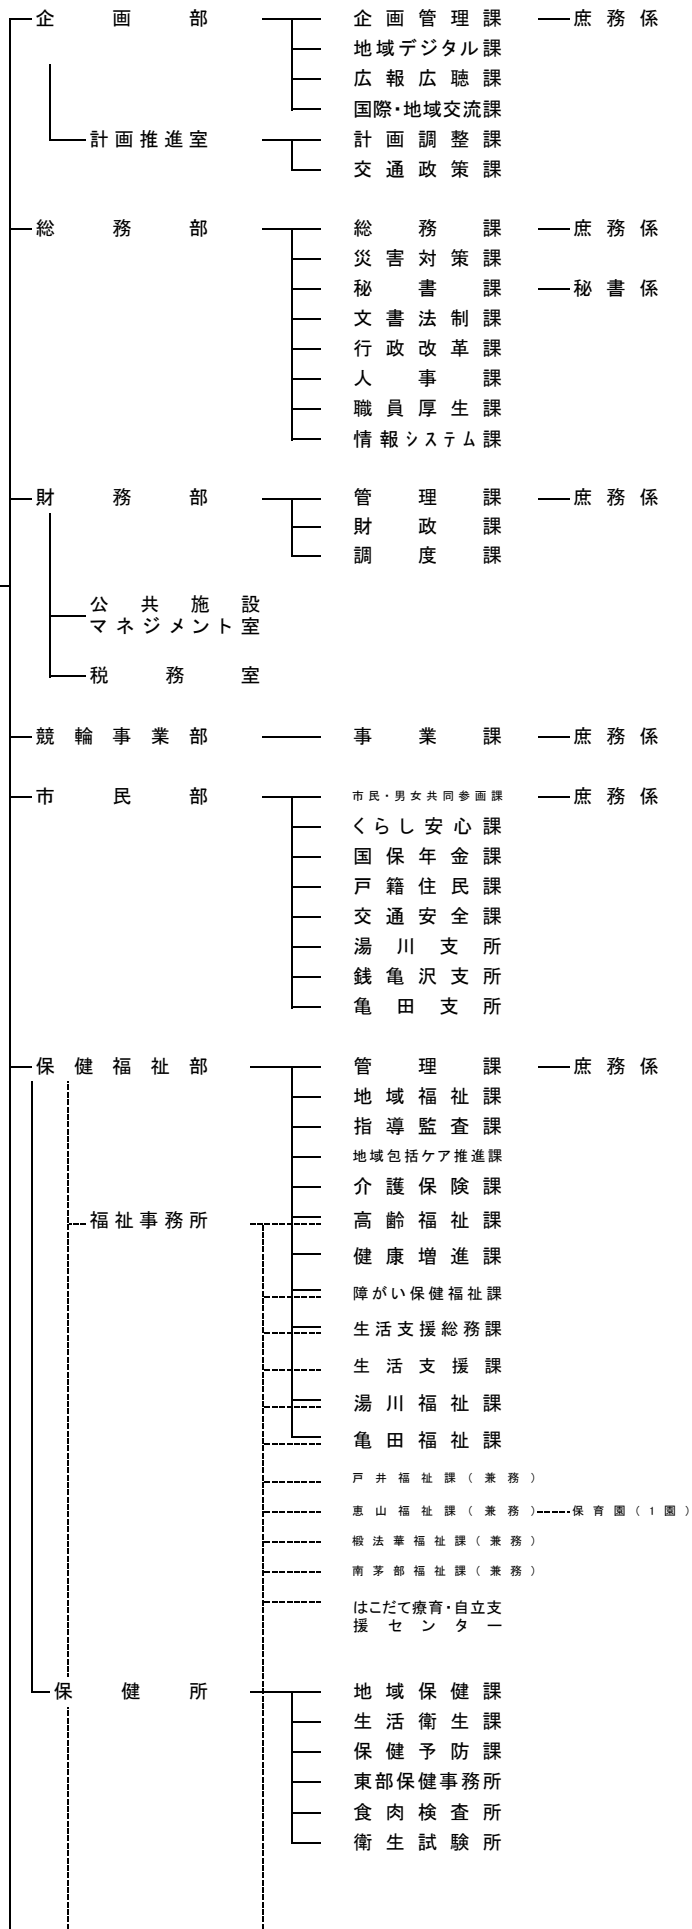 企画部 企画管理課 庶務係
地域デジタル課
広報広聴課
国際・地域交流課
計画推進室 計画調整課
交通政策課
総務部 総務課 庶務係
災害対策課
秘書課 秘書係
文書法制課
行政改革課
人事課
職員厚生課
情報システム課
財務部 管理課 庶務係
財政課
調度課
公共施設
マネジメント室
税務室
競輪事業部 事業課 庶務係
市民部 市民・男女共同参画課 庶務係
くらし安心課
国保年金課
戸籍住民課
交通安全課
湯川支所
銭亀沢支所
亀田支所
保健福祉部 管理課 庶務係
地域福祉課
指導監査課
地域包括ケア推進課
介護保険課
福祉事務所 高齢福祉課
健康増進課
障がい保健福祉課
生活支援総務課
生活支援課
湯川福祉課
亀田福祉課
戸井福祉課(兼務)
恵山福祉課(兼務) 保育園(1園)
椴法華福祉課(兼務)
南茅部福祉課(兼務)
はこだて療育・自立支
援センター
保健所 地域保健課
生活衛生課
保健予防課
東部保健事務所
食肉検査所
衛生試験所